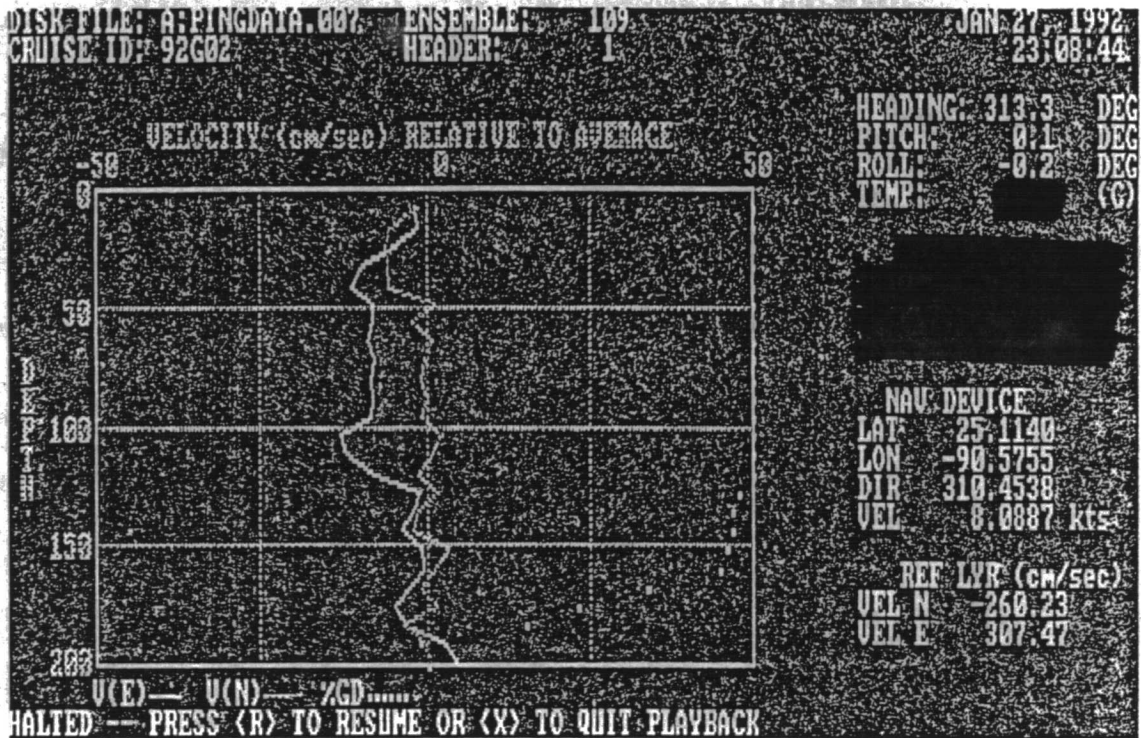 DISK FILE: A:PINGDATA.007 ENSEMBLE: 109 JAN 27, 1992
CRUISE ID: 92G02 HEADER: 1 23:08:44
HEADING: 313.3 DEG
PITCH: 0.1 DEG
ROLL: -0.2 DEG
TEMP: (C)
VELOCITY (cm/sec) RELATIVE TO AVERAGE
-50 0 50
0
50
100
150
200
DEPTH
NAV DEVICE
LAT 25.1140
LON -90.5755
DIR 310.4538
VEL 8.0887 kts
REF LYR (cm/sec)
VEL N -260.23
VEL E 307.47
V(E) V(N) %GD
HALTED -- PRESS <R> TO RESUME OR <X> TO QUIT PLAYBACK